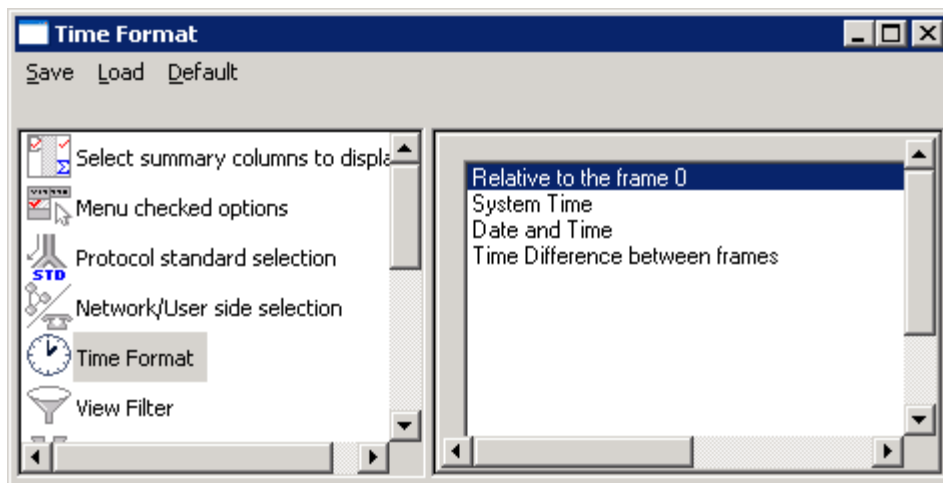 Time Format
Save Load Default
Select summary columns to displa
Menu checked options
Protocol standard selection
STD
Network/User side selection
Time Format
View Filter
Relative to the frame 0
System Time
Date and Time
Time Difference between frames